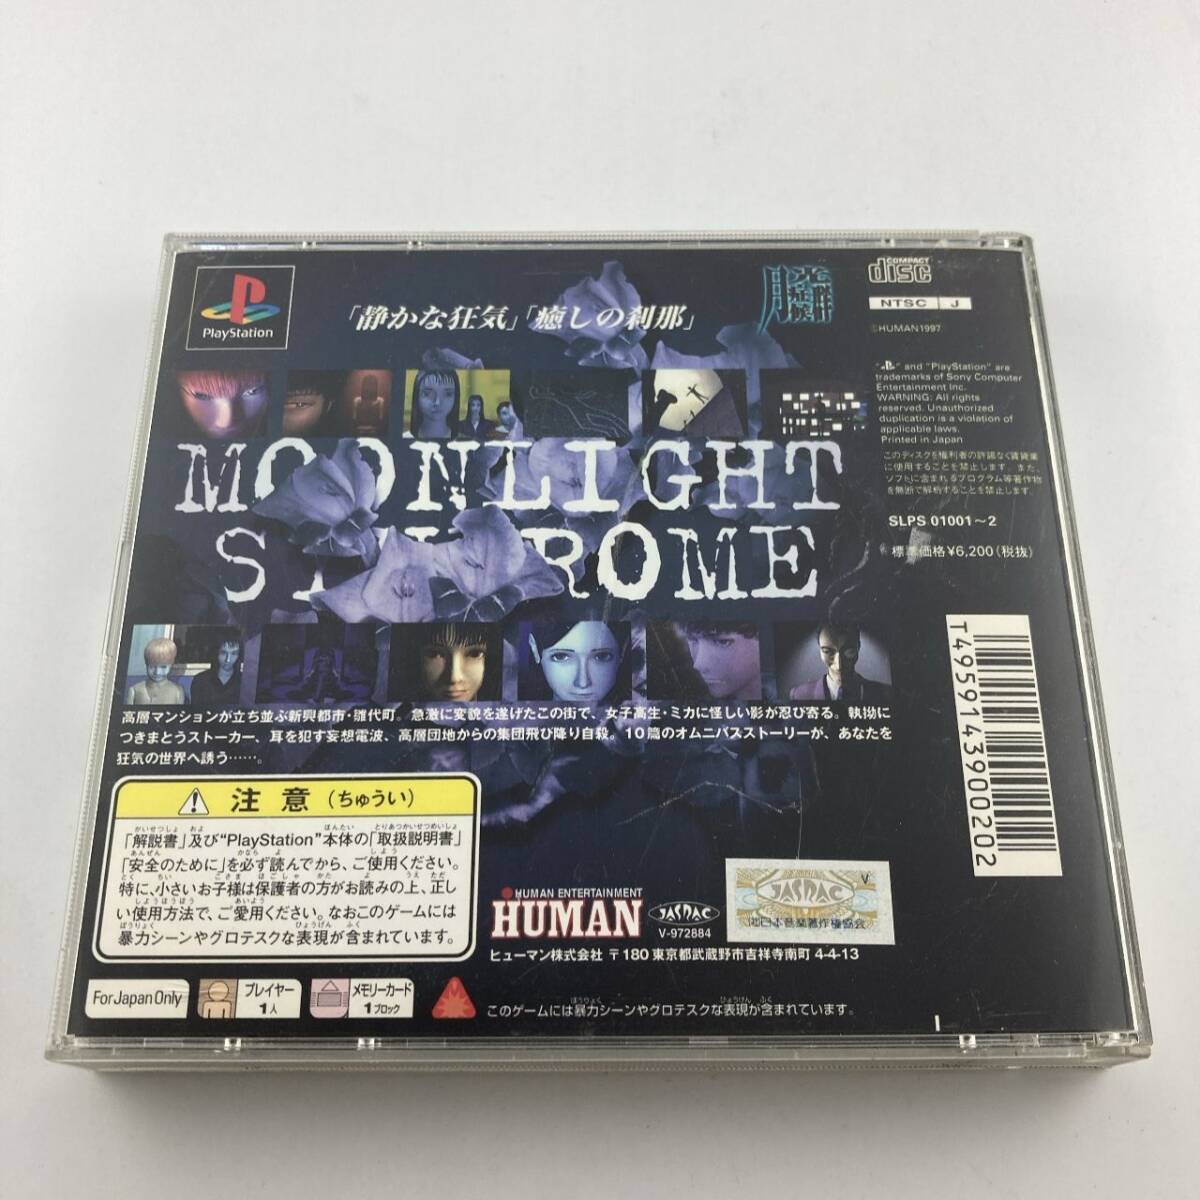 PlayStation
「静かな狂気」「癒しの刹那」
COMPACT
disc
NTSC J
©HUMAN1997
" " and "PlayStation" are
trademarks of Sony Computer
Entertainment Inc.
WARNING: All rights
reserved. Unauthorized
duplication is a violation of
applicable laws.
Printed in Japan
このディスクを権利者の許諾なく賃貸業
に使用することを禁止します。また、
ソフトに含まれるプログラム等著作物
を無断で解析することを禁止します。
SLPS 01001~2
標準価格¥6,200(税抜)
MOONLIGHT
SYNDROME
高層マンションが立ち並ぶ新興都市・雛代町。急激に変貌を遂げたこの街で、女子高生・ミカに怪しい影が忍び寄る。執拗に
つきまとうストーカー、耳を犯す妄想電波、高層団地からの集団飛び降り自殺。10篇のオムニバスストーリーが、あなたを
狂気の世界へ誘う……。
注意(ちゅうい)
「解説書」及び"PlayStation"本体の「取扱説明書」
「安全のために」を必ず読んでから、ご使用ください。
特に、小さいお子様は保護者の方がお読みの上、正し
い使用方法で、ご愛用ください。なおこのゲームには
暴力シーンやグロテスクな表現が含まれています。
T4959143900202
HUMAN ENTERTAINMENT
HUMAN
JASRAC
V-972884
V
JASRAC
日本音楽著作権協会
ヒューマン株式会社 〒180 東京都武蔵野市吉祥寺南町 4-4-13
For Japan Only
プレイヤー
1人
メモリーカード
1ブロック
このゲームには暴力シーンやグロテスクな表現が含まれています。